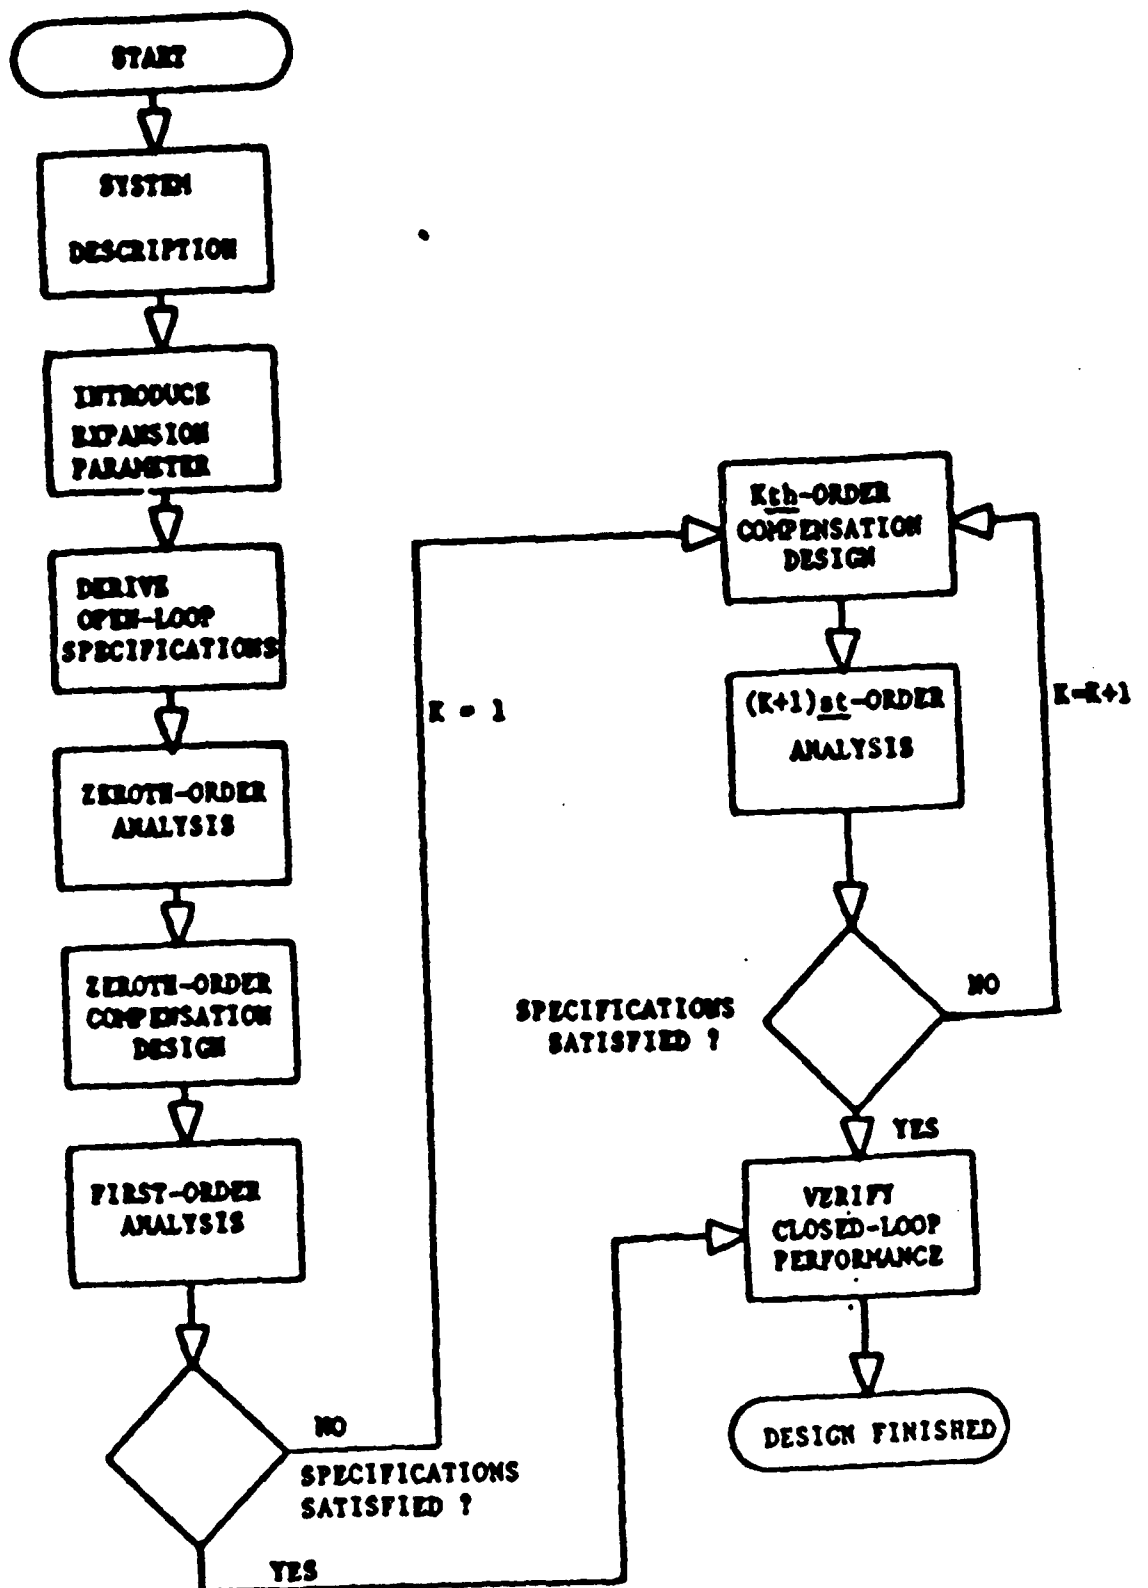 START
SYSTEM
DESCRIPTION
INTRODUCE
EXPANSION
PARAMETER
DERIVE
OPEN-LOOP
SPECIFICATIONS
ZEROTH-ORDER
ANALYSIS
ZEROTH-ORDER
COMPENSATION
DESIGN
FIRST-ORDER
ANALYSIS
NO
SPECIFICATIONS
SATISFIED ?
YES
K = 1
Kth-ORDER
COMPENSATION
DESIGN
(K+1)st-ORDER
ANALYSIS
K=K+1
SPECIFICATIONS
SATISFIED ?
NO
YES
VERIFY
CLOSED-LOOP
PERFORMANCE
DESIGN FINISHED